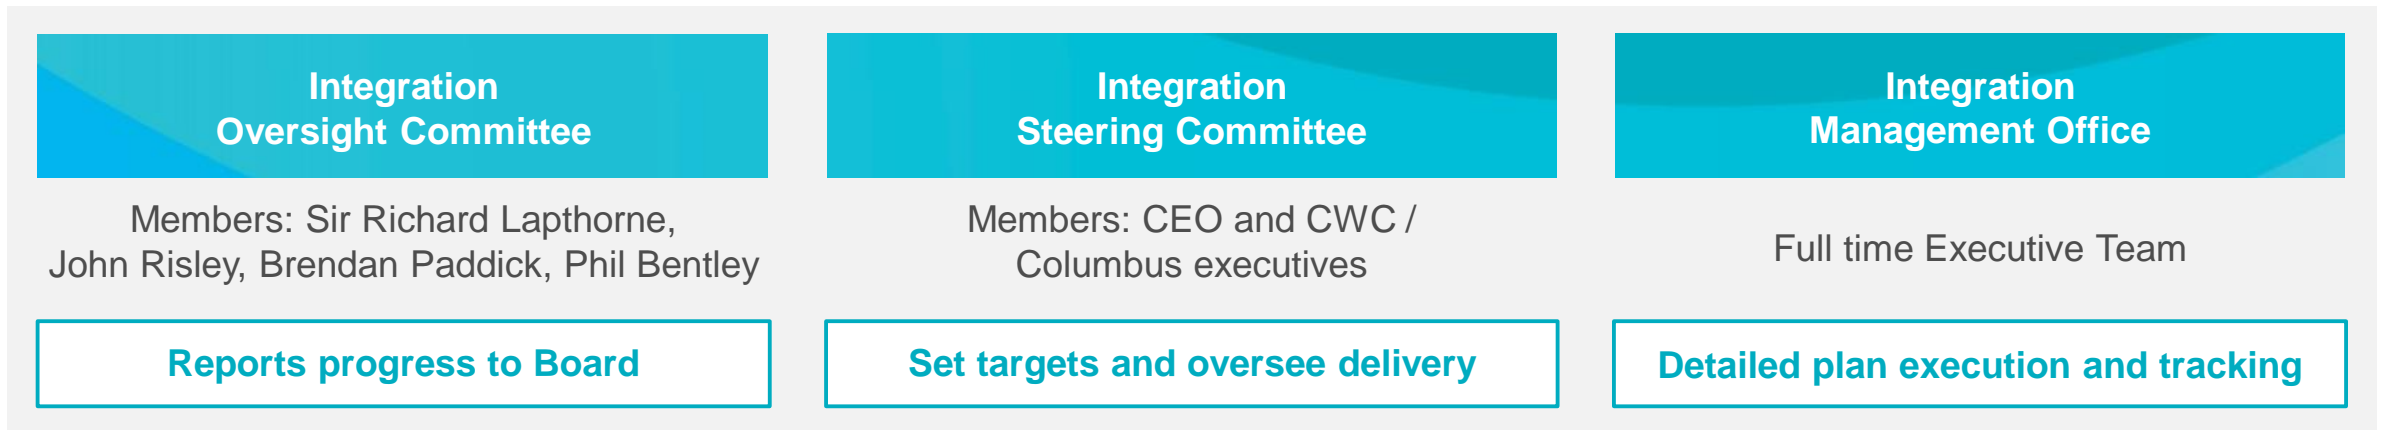 Integration
Oversight Committee
Members: Sir Richard Lapthorne,
John Risley, Brendan Paddick, Phil Bentley
Reports progress to Board
Integration
Steering Committee
Members: CEO and CWC /
Columbus executives
Set targets and oversee delivery
Integration
Management Office
Full time Executive Team
Detailed plan execution and tracking